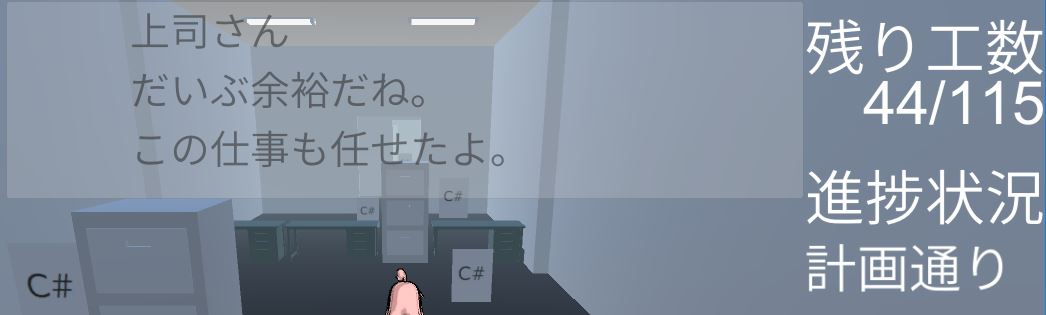 上司さん
だいぶ余裕だね。
この仕事も任せたよ。
残り工数
44/115
進捗状況
計画通り
C#
C#
C#
C#